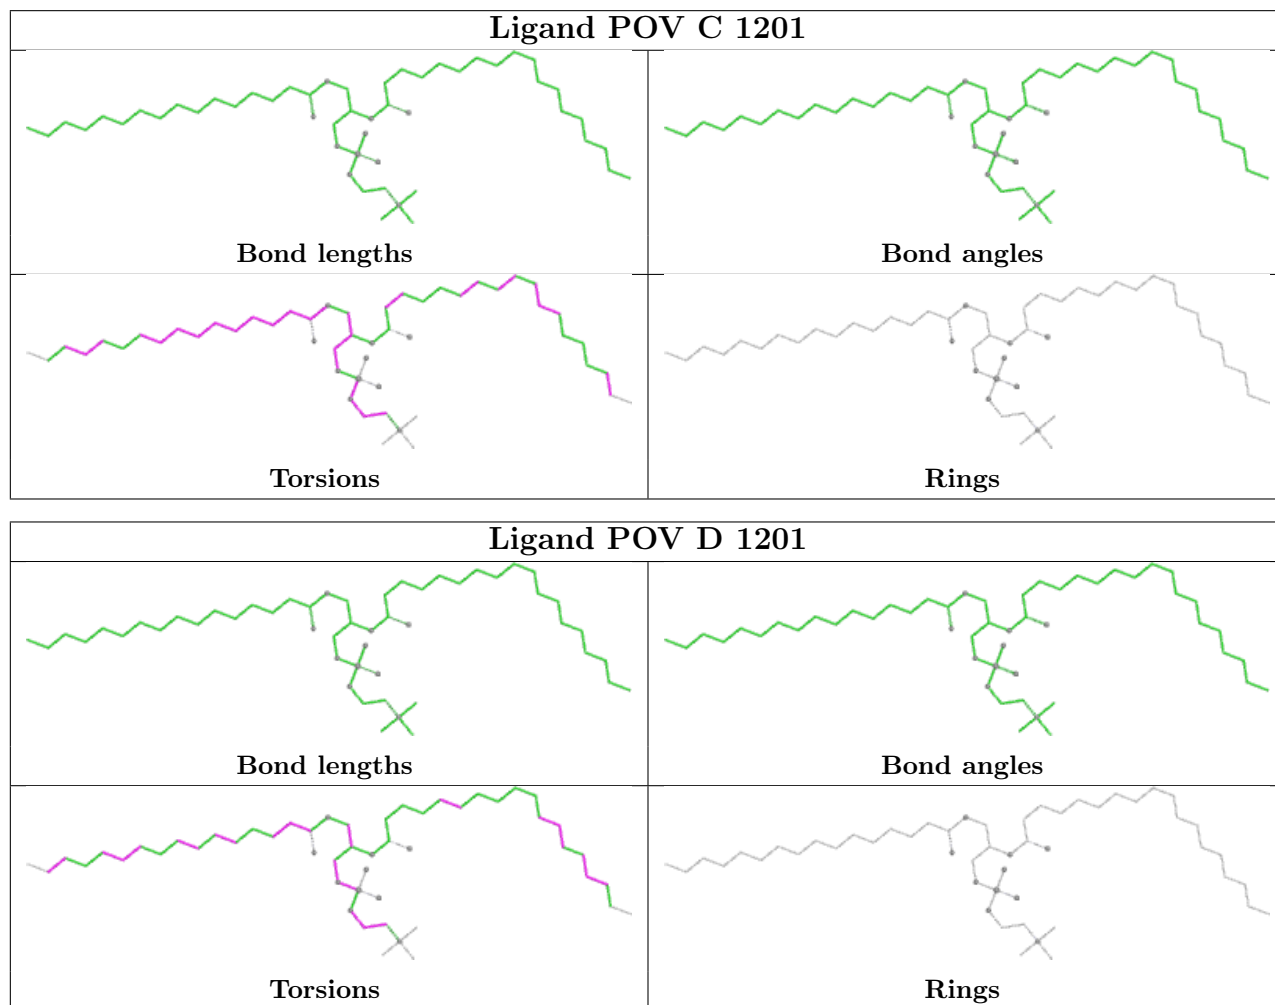 Ligand POV C 1201
Bond lengths
Bond angles
Torsions
Rings
Ligand POV D 1201
Bond lengths
Bond angles
Torsions
Rings